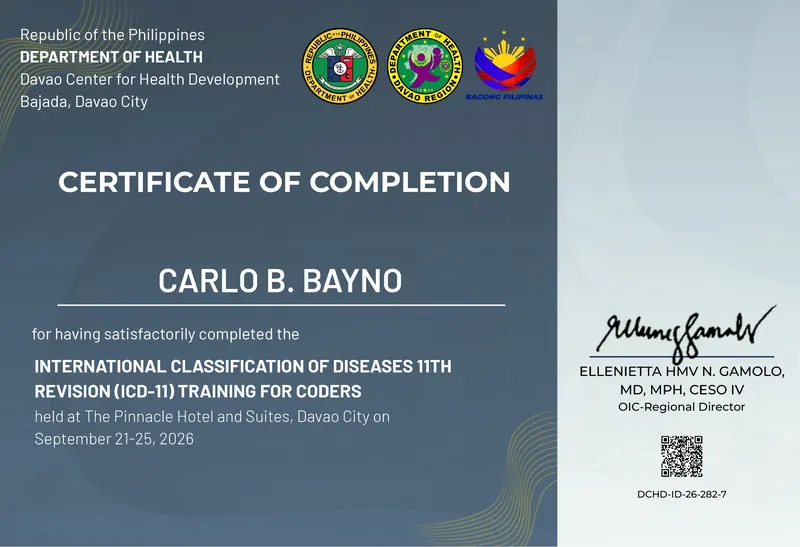 Republic of the Philippines
DEPARTMENT OF HEALTH
Davao Center for Health Development
Bajada, Davao City
REPUBLIC OF THE PHILIPPINES
DEPARTMENT OF HEALTH
DEPARTMENT OF HEALTH
DAVAO REGION
BAGONG PILIPINAS
CERTIFICATE OF COMPLETION
CARLO B. BAYNO
for having satisfactorily completed the
INTERNATIONAL CLASSIFICATION OF DISEASES 11TH
REVISION (ICD-11) TRAINING FOR CODERS
held at The Pinnacle Hotel and Suites, Davao City on
September 21-25, 2026
ELLENIETTA HMV N. GAMOLO,
MD, MPH, CESO IV
OIC-Regional Director
DCHD-ID-26-282-7